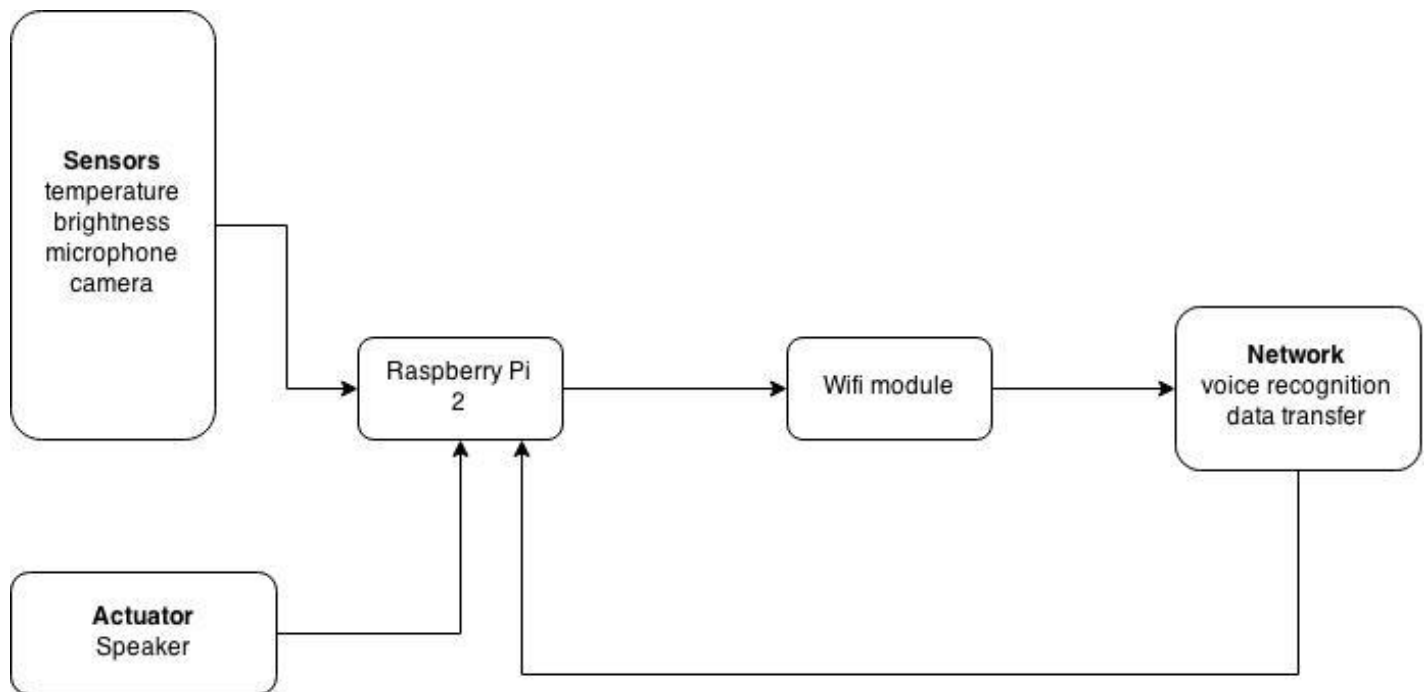 Sensors
temperature
brightness
microphone
camera
Raspberry Pi
2
Wifi module
Network
voice recognition
data transfer
Actuator
Speaker